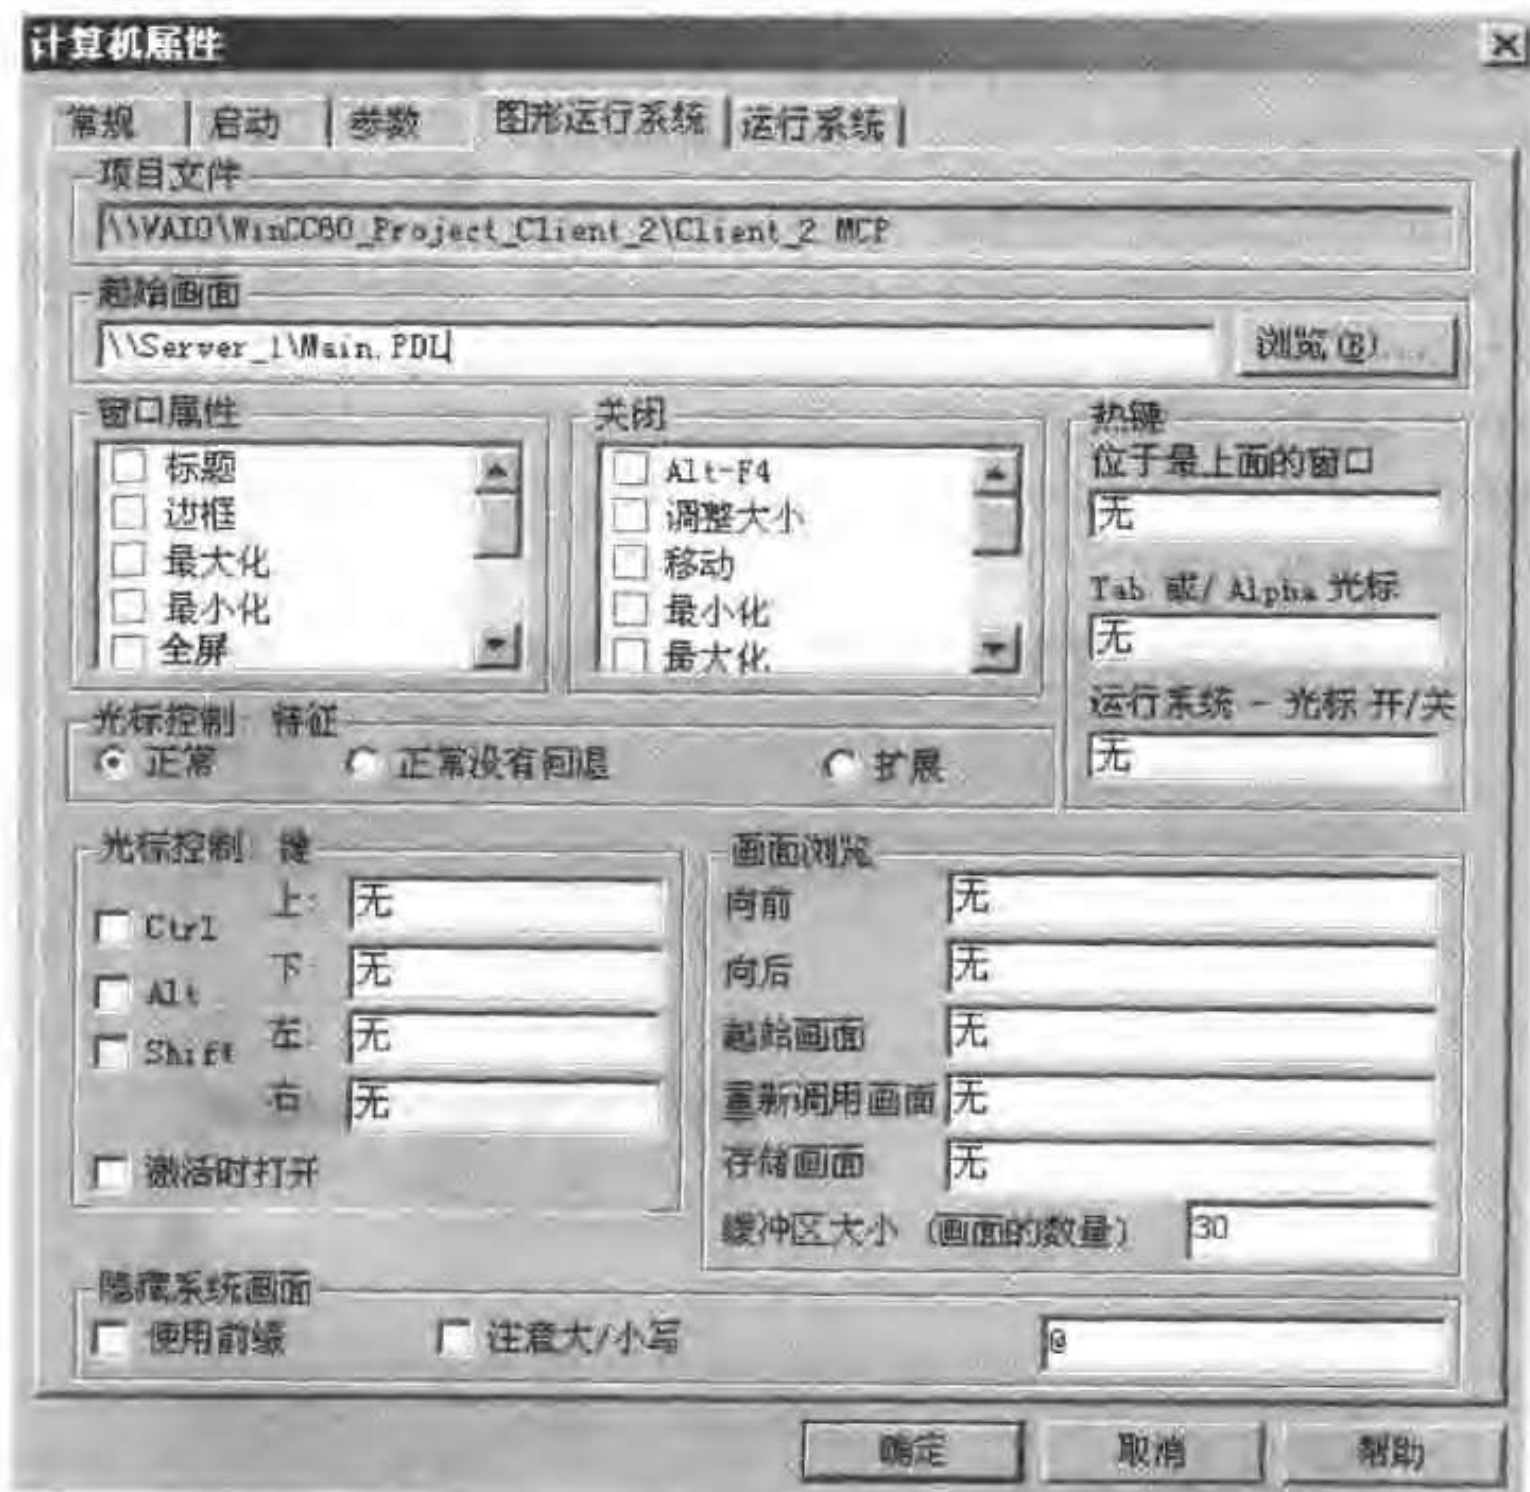 计算机属性
常规 启动 参数 图形运行系统 运行系统
项目文件
\\VAIO\WinCC60_Project_Client_2\Client_2 MCP
起始画面
\\Server_1\Main.PDL 浏览(B)...
窗口属性 关闭 热键
标题 Alt-F4 位于最上面的窗口
边框 调整大小 无
最大化 移动 Tab 或/ Alpha 光标
最小化 最小化 无
全屏 最大化
光标控制: 特征 运行系统 - 光标 开/关
正常 正常没有回退 扩展 无
光标控制: 键 画面浏览
Ctrl 上: 无 向前 无
Alt 下: 无 向后 无
Shift 左: 无 起始画面 无
右: 无 重新调用画面 无
激活时打开 存储画面 无
缓冲区大小 (画面的数量) 30
隐藏系统画面
使用前缀 注意大/小写 @
确定 取消 帮助